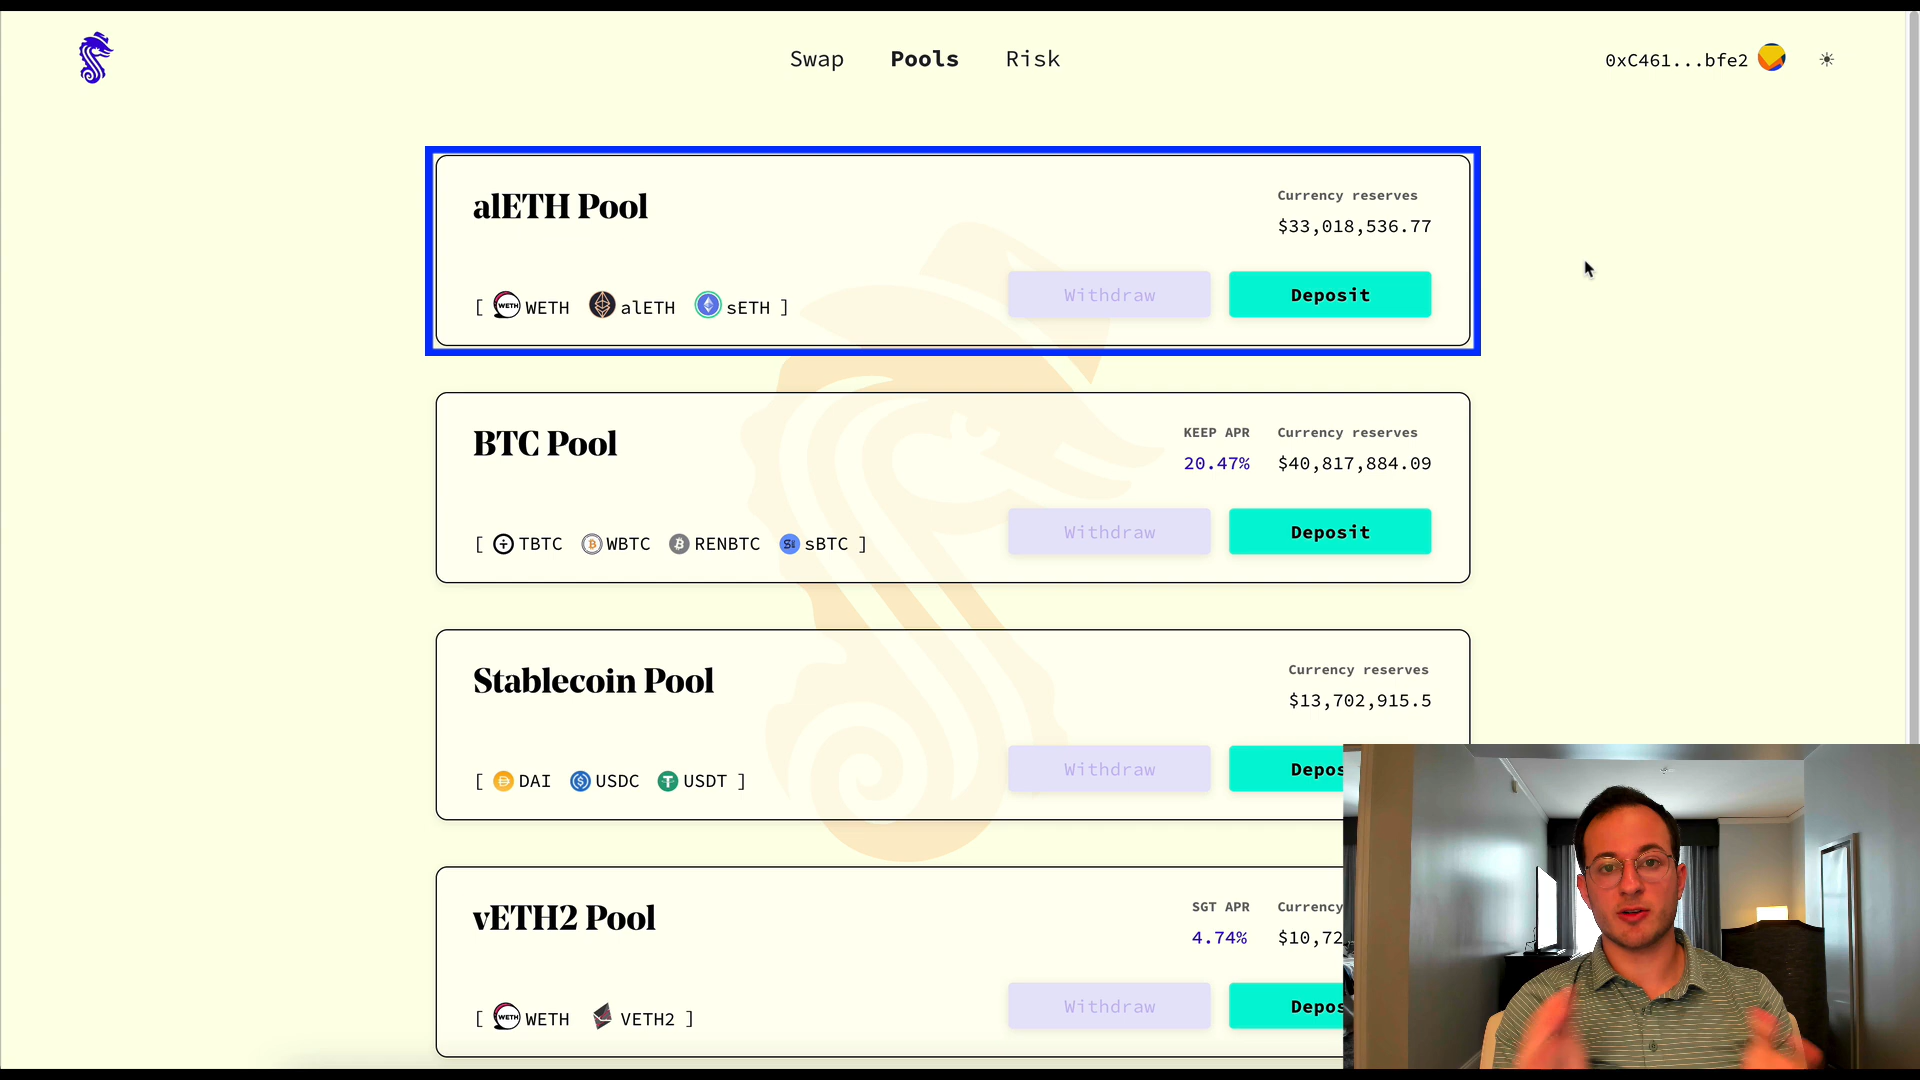 Swap Pools Risk
0xC461...bfe2
alETH Pool
Currency reserves
$33,018,536.77
[ WETH alETH sETH ]
Withdraw
Deposit
BTC Pool
KEEP APR
20.47%
Currency reserves
$40,817,884.09
[ TBTC WBTC RENBTC sBTC ]
Withdraw
Deposit
Stablecoin Pool
Currency reserves
$13,702,915.5
[ DAI USDC USDT ]
Withdraw
Depos
vETH2 Pool
SGT APR
4.74%
Currency
$10,72
[ WETH VETH2 ]
Withdraw
Depos